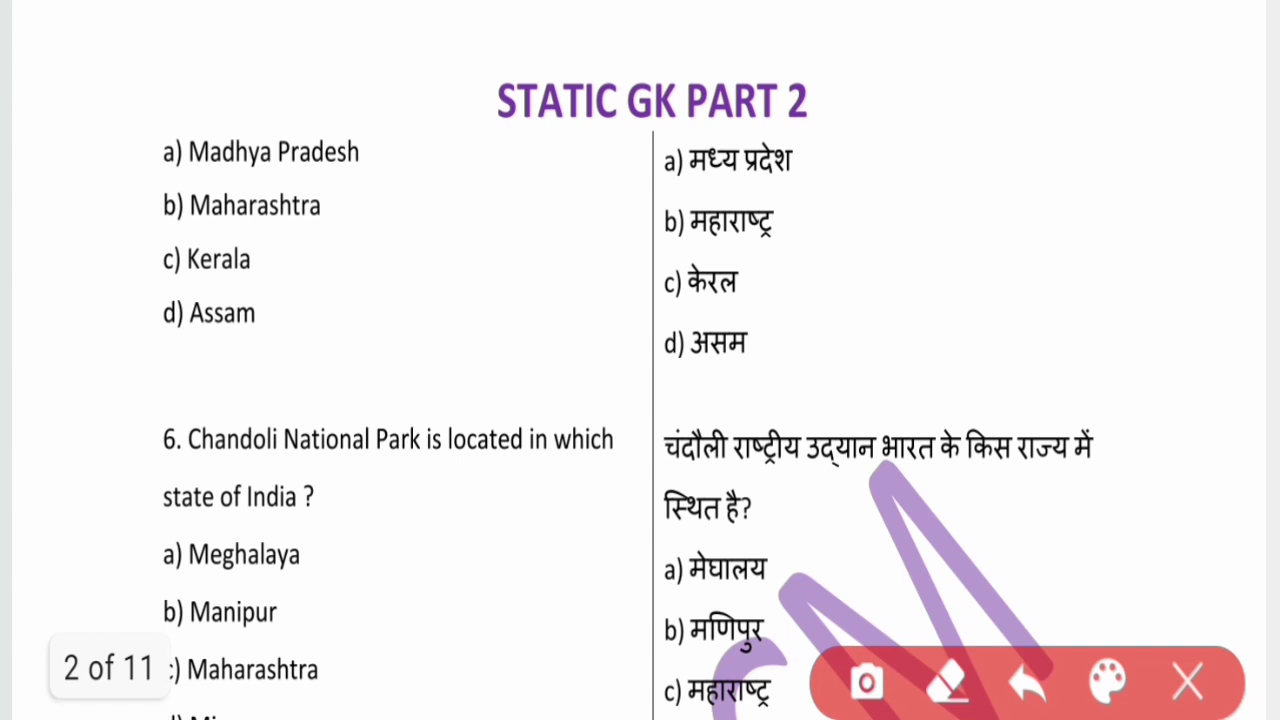 STATIC GK PART 2
a) Madhya Pradesh
b) Maharashtra
c) Kerala
d) Assam
6. Chandoli National Park is located in which
state of India ?
a) Meghalaya
b) Manipur
c) Maharashtra
a) मध्य प्रदेश
b) महाराष्ट्र
c) केरल
d) असम
चंदौली राष्ट्रीय उद्यान भारत के किस राज्य में
स्थित है?
a) मेघालय
b) मणिपुर
c) महाराष्ट्र
2 of 11